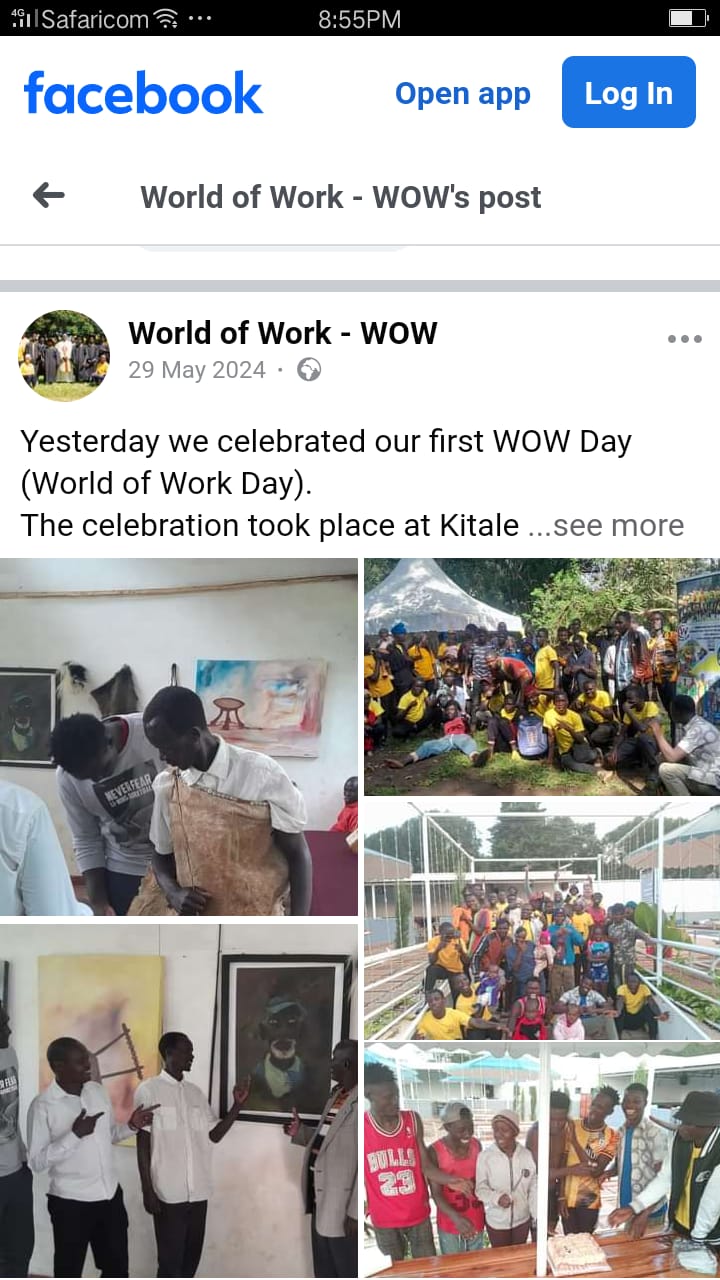 4G Safaricom 8:55PM
facebook Open app Log In
World of Work - WOW's post
World of Work - WOW
29 May 2024 ·
Yesterday we celebrated our first WOW Day
(World of Work Day).
The celebration took place at Kitale ...see more
NEVER FEAR
BULLS
23